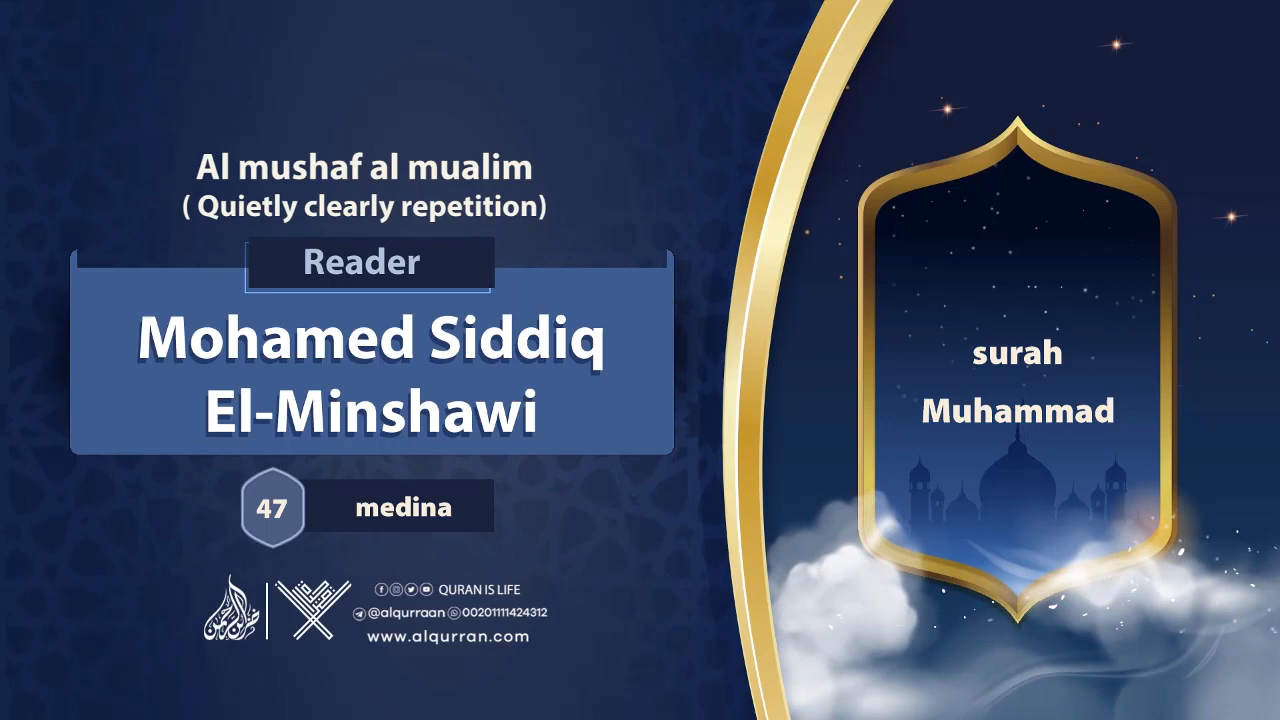 Al mushaf al mualim
( Quietly clearly repetition)
Reader
Mohamed Siddiq
El-Minshawi
47
medina
QURAN IS LIFE
@alqurraan 00201111424312
www.alqurran.com
surah
Muhammad